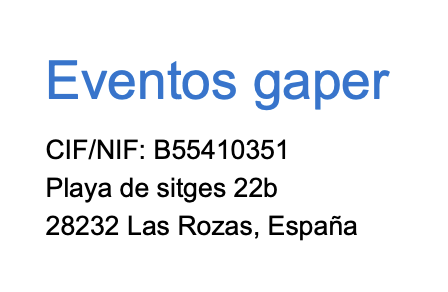 Eventos gaper
CIF/NIF: B55410351
Playa de sitges 22b
28232 Las Rozas, España